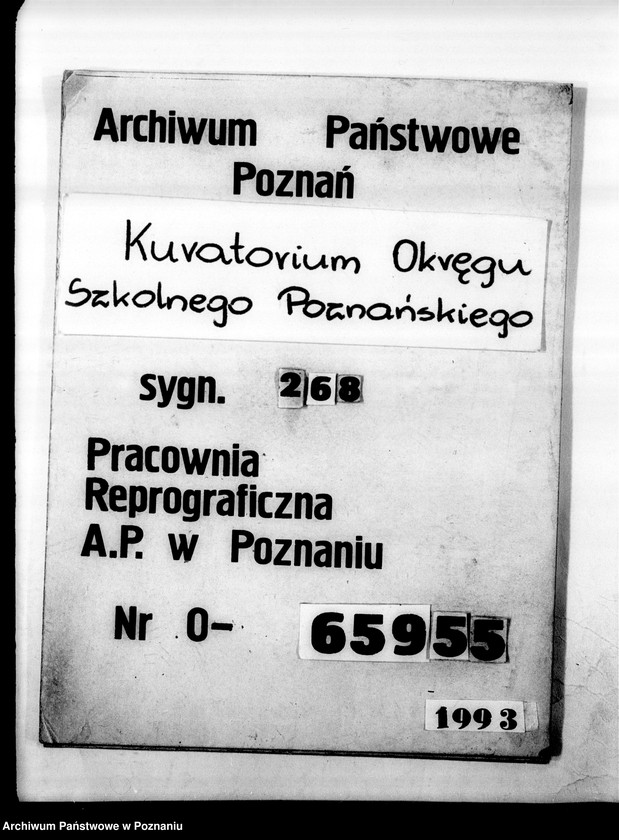 Archiwum Państwowe
Poznań
Kuratorium Okręgu
Szkolnego Poznańskiego
sygn. 268
Pracownia
Reprograficzna
A.P. w Poznaniu
Nr 0- 65955
1993
Archiwum Państwowe w Poznaniu